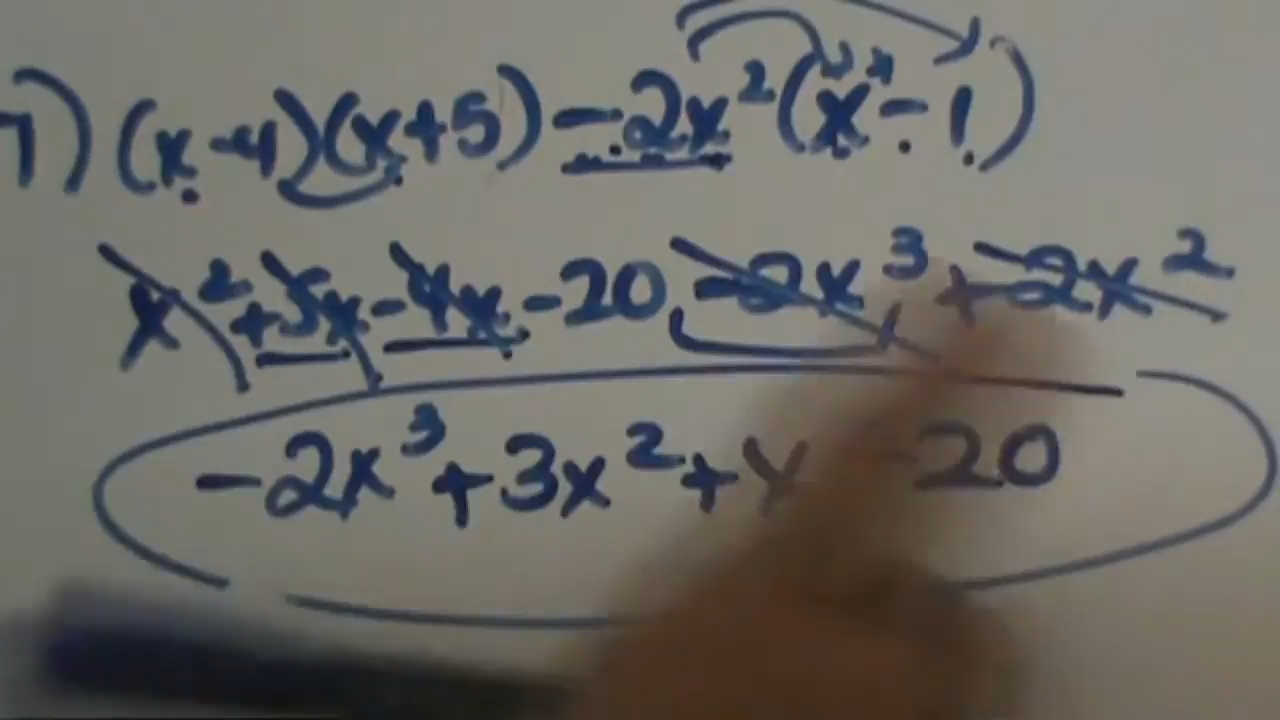 7) (x-4)(x+5) - 2x²(x-1)
x² + 5x - 4x - 20 - 2x³ + 2x²
-2x³ + 3x² + x - 20